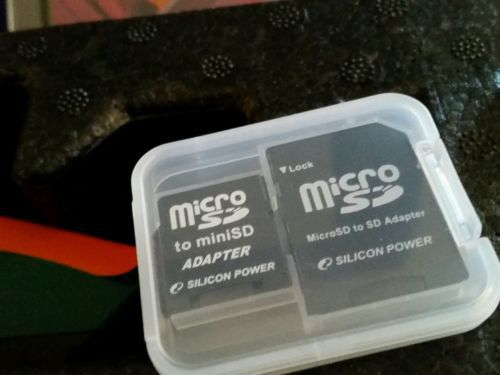 Micro
SD
to miniSD
ADAPTER
SILICON POWER
Lock
Micro
SD
MicroSD to SD Adapter
SILICON POWER